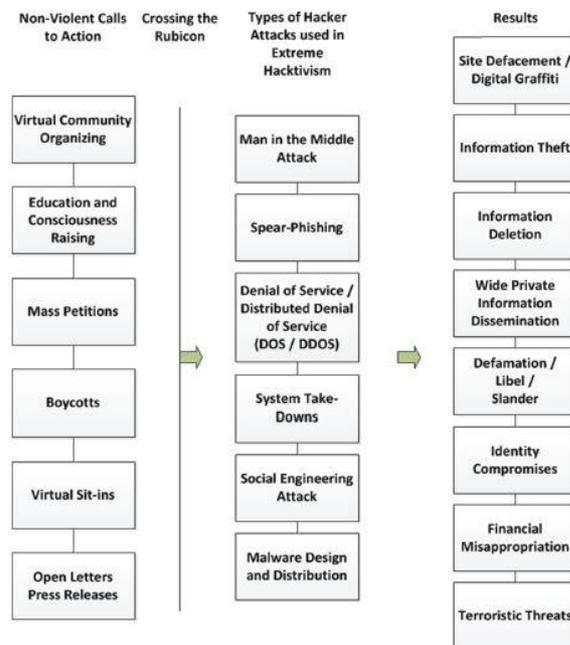 Non-Violent Calls
to Action
Crossing the
Rubicon
Types of Hacker
Attacks used in
Extreme
Hacktivism
Results
Virtual Community
Organizing
Education and
Consciousness
Raising
Mass Petitions
Boycotts
Virtual Sit-ins
Open Letters
Press Releases
Man in the Middle
Attack
Spear-Phishing
Denial of Service /
Distributed Denial
of Service
(DOS / DDOS)
System Take-
Downs
Social Engineering
Attack
Malware Design
and Distribution
Site Defacement /
Digital Graffiti
Information Theft
Information
Deletion
Wide Private
Information
Dissemination
Defamation /
Libel /
Slander
Identity
Compromises
Financial
Misappropriation
Terroristic Threats